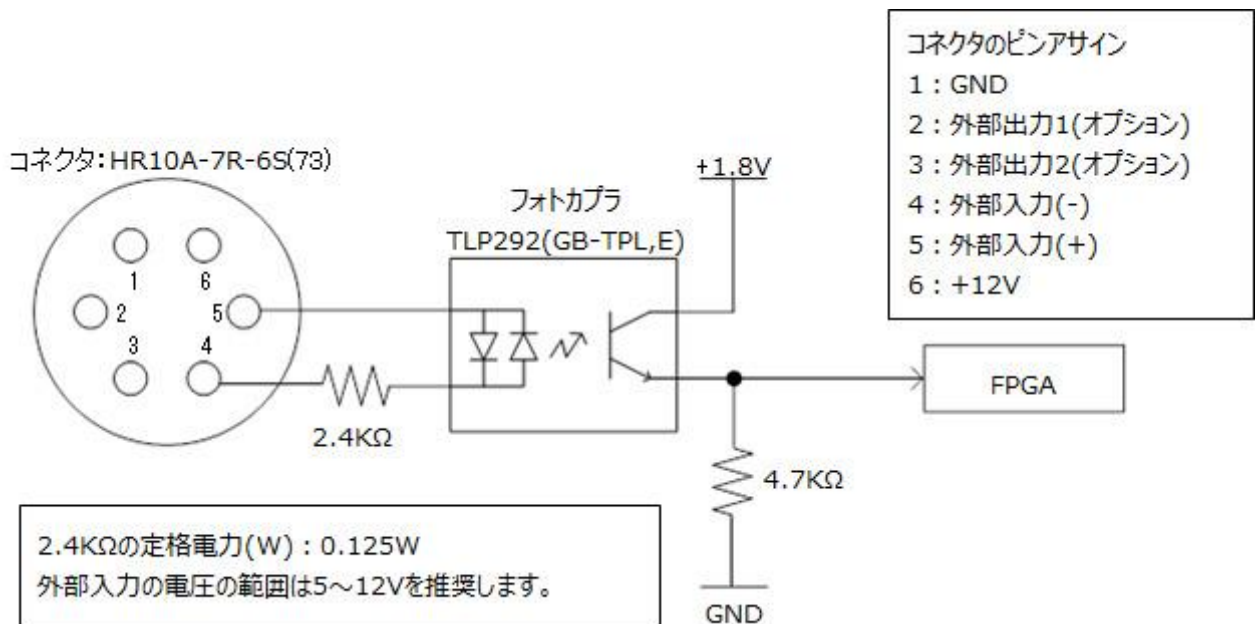 コネクタのピンアサイン
1：GND
2：外部出力1(オプション)
3：外部出力2(オプション)
4：外部入力(-)
5：外部入力(+)
6：+12V
コネクタ：HR10A-7R-6S(73)
+1.8V
フォトカプラ
TLP292(GB-TPL,E)
1
6
2
5
3
4
FPGA
2.4KΩ
4.7KΩ
2.4KΩの定格電力(W)：0.125W
外部入力の電圧の範囲は5～12Vを推奨します。
GND